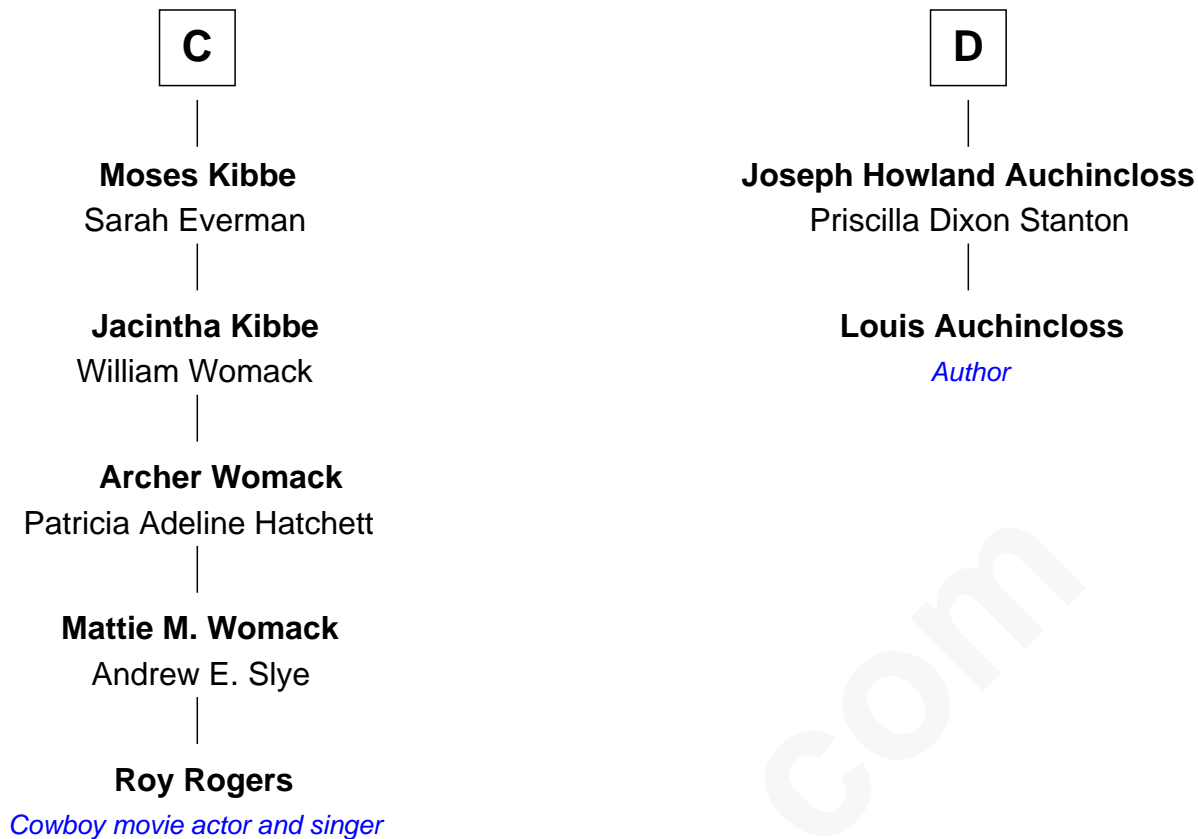 C
Moses Kibbe
Sarah Everman
Jacintha Kibbe
William Womack
Archer Womack
Patricia Adeline Hatchett
Mattie M. Womack
Andrew E. Slye
Roy Rogers
Cowboy movie actor and singer
D
Joseph Howland Auchincloss
Priscilla Dixon Stanton
Louis Auchincloss
Author
com